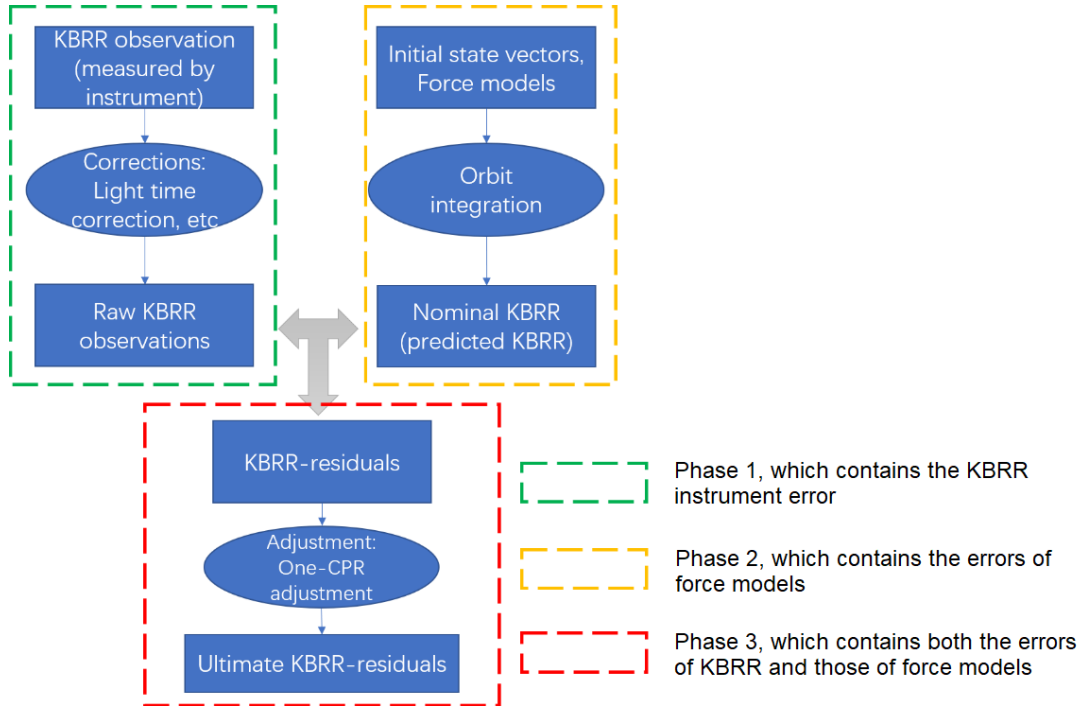 KBRR observation
(measured by
instrument)
Corrections:
Light time
correction, etc
Raw KBRR
observations
Initial state vectors,
Force models
Orbit
integration
Nominal KBRR
(predicted KBRR)
KBRR-residuals
Adjustment:
One-CPR
adjustment
Ultimate KBRR-residuals
Phase 1, which contains the KBRR
instrument error
Phase 2, which contains the errors of
force models
Phase 3, which contains both the errors
of KBRR and those of force models